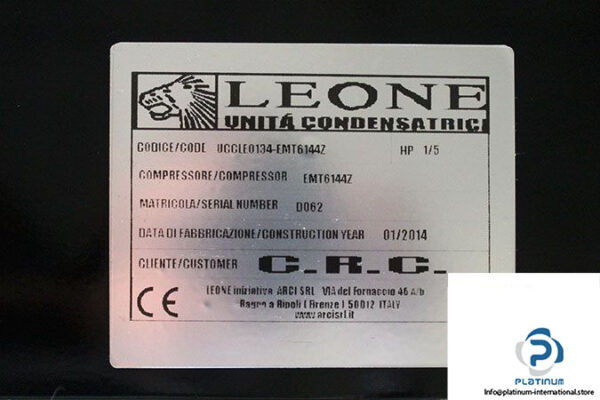 LEONE
UNITÁ CONDENSATRICI
CODICE/CODE UCCLE0134-EMT6144Z HP 1/5
COMPRESSORE/COMPRESSOR EMT6144Z
MATRICOLA/SERIAL NUMBER D062
DATA DI FABBRICAZIONE/CONSTRUCTION YEAR 01/2014
CLIENTE/CUSTOMER C.R.C.
LEONE iniziativa ARCI SRL VIA del Fornaccio 46 a/b
Bagno a Ripoli ( Firenze ) 50012 ITALY
www.arcisrl.it
CE
PLATINUM
Info@platinum-international.store